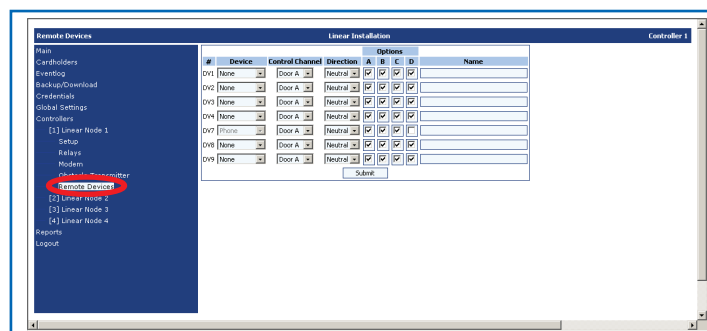 Remote Devices Linear Installation Controller 1
Main
Cardholders
Eventlog
Backup/Download
Credentials
Global Settings
Controllers
[1] Linear Node 1
Setup
Relays
Modem
Transmitter
Remote Devices
[2] Linear Node 2
[3] Linear Node 3
[4] Linear Node 4
Reports
Logout
Options
# Device Control Channel Direction A B C D Name
DV1 None Door A Neutral
DV2 None Door A Neutral
DV3 None Door A Neutral
DV4 None Door A Neutral
DV7 Phone Door A Neutral
DV8 None Door A Neutral
DV9 None Door A Neutral
Submit